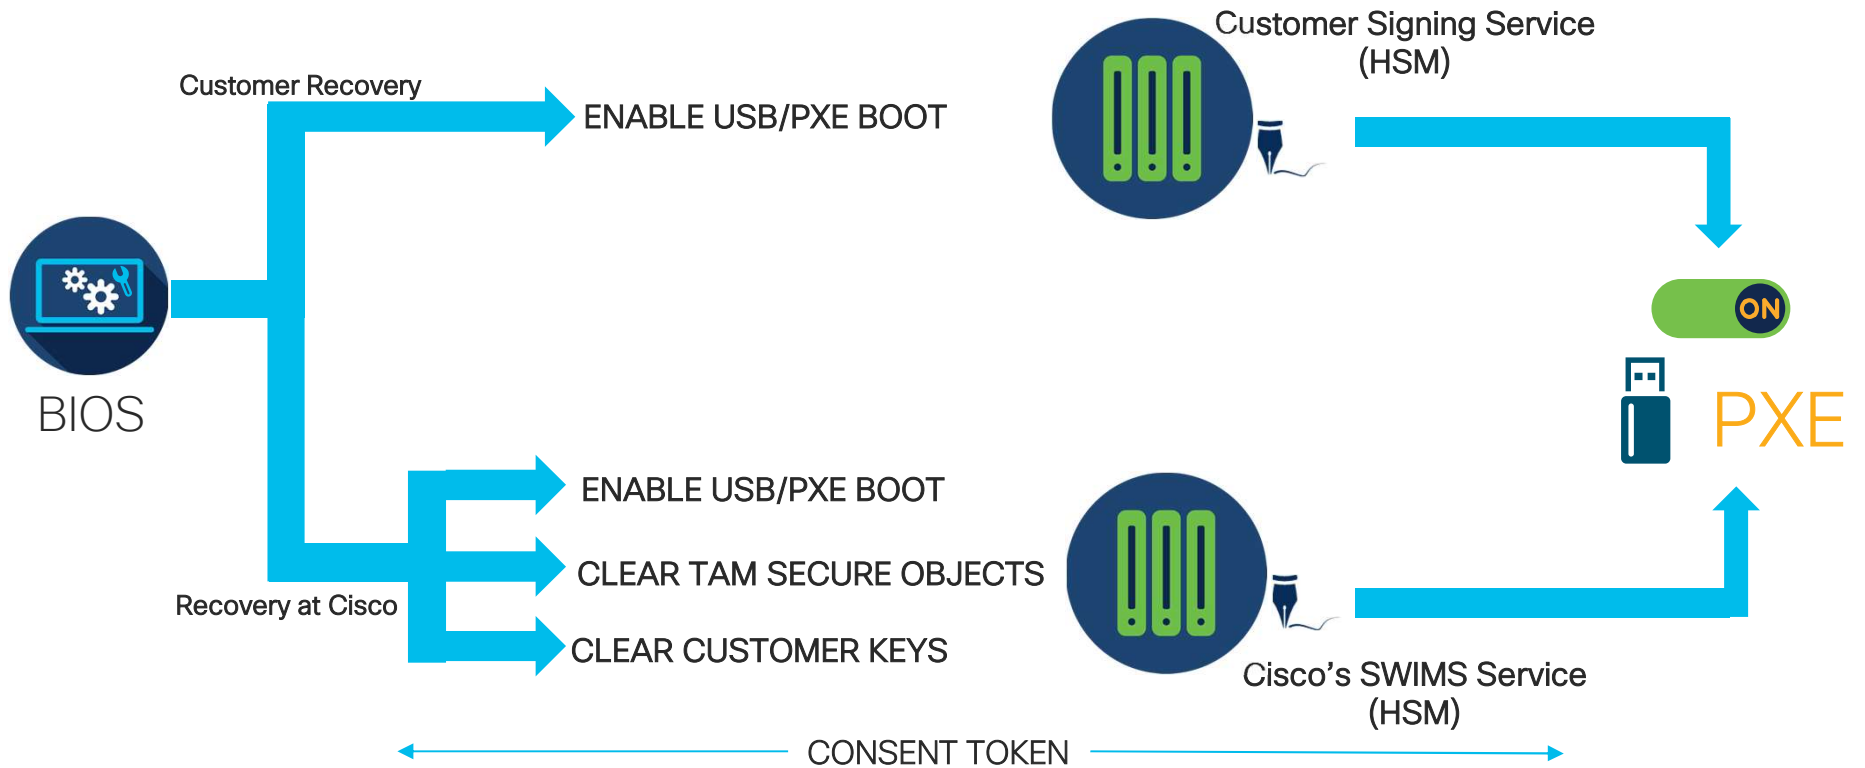 Customer Signing Service
(HSM)
Customer Recovery
ENABLE USB/PXE BOOT
ON
BIOS
PXE
ENABLE USB/PXE BOOT
CLEAR TAM SECURE OBJECTS
Recovery at Cisco
CLEAR CUSTOMER KEYS
Cisco’s SWIMS Service
(HSM)
CONSENT TOKEN